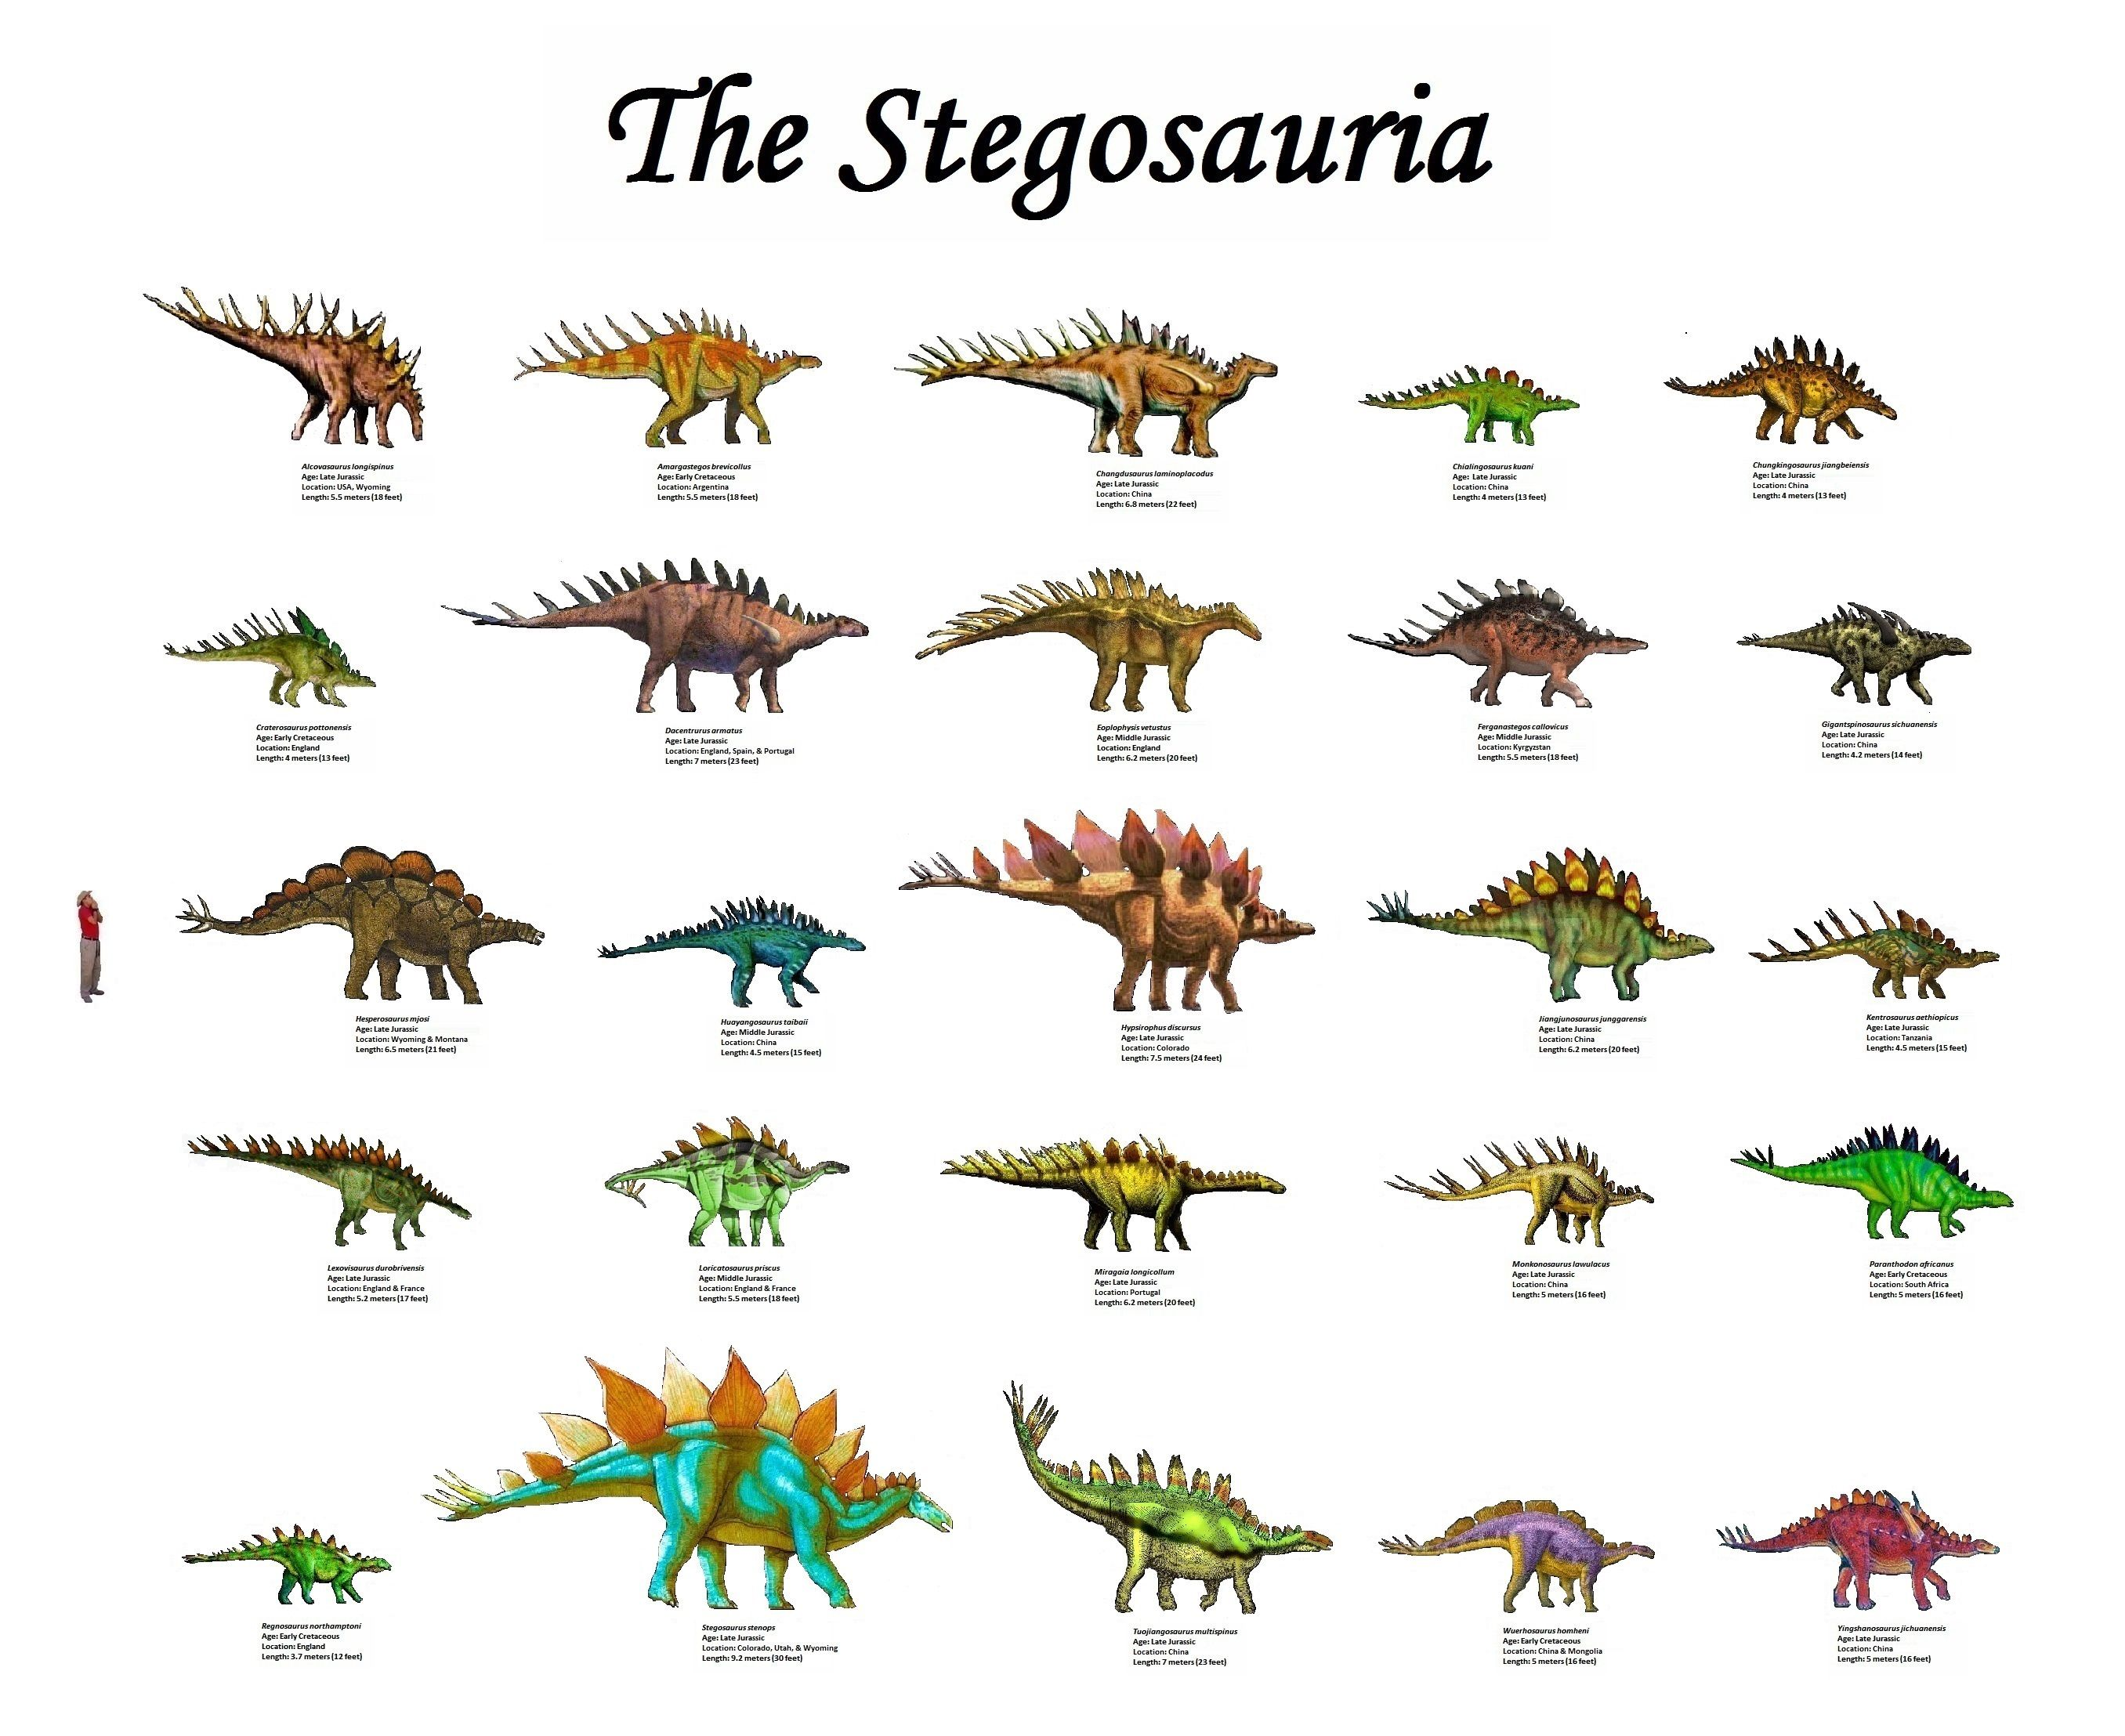 The Stegosauria
Alcovasaurus longispinus
Age: Late Jurassic
Location: USA, Wyoming
Length: 5.5 meters (18 feet)
Amargastegos brevicollus
Age: Early Cretaceous
Location: Argentina
Length: 5.5 meters (18 feet)
Changdusaurus laminoplacodus
Age: Late Jurassic
Location: China
Length: 6.8 meters (22 feet)
Chialingosaurus kuani
Age: Late Jurassic
Location: China
Length: 4 meters (13 feet)
Chungkingosaurus jiangbeiensis
Age: Late Jurassic
Location: China
Length: 4 meters (13 feet)
Craterosaurus pottonensis
Age: Early Cretaceous
Location: England
Length: 4 meters (13 feet)
Dacentrurus armatus
Age: Late Jurassic
Location: England, Spain, & Portugal
Length: 7 meters (23 feet)
Eoplophysis vetustus
Age: Middle Jurassic
Location: England
Length: 6.2 meters (20 feet)
Ferganastegos callovicus
Age: Middle Jurassic
Location: Kyrgyzstan
Length: 5.5 meters (18 feet)
Gigantspinosaurus sichuanensis
Age: Late Jurassic
Location: China
Length: 4.2 meters (14 feet)
Hesperosaurus mjosi
Age: Late Jurassic
Location: Wyoming & Montana
Length: 6.5 meters (21 feet)
Huayangosaurus taibaii
Age: Middle Jurassic
Location: China
Length: 4.5 meters (15 feet)
Hypsirophus discursus
Age: Late Jurassic
Location: Colorado
Length: 7.5 meters (24 feet)
Jiangjunosaurus junggarensis
Age: Late Jurassic
Location: China
Length: 6.2 meters (20 feet)
Kentrosaurus aethiopicus
Age: Late Jurassic
Location: Tanzania
Length: 4.5 meters (15 feet)
Lexovisaurus durobrivensis
Age: Late Jurassic
Location: England & France
Length: 5.2 meters (17 feet)
Loricatosaurus priscus
Age: Middle Jurassic
Location: England & France
Length: 5.5 meters (18 feet)
Miragaia longicollum
Age: Late Jurassic
Location: Portugal
Length: 6.2 meters (20 feet)
Monkonosaurus lawulacus
Age: Late Jurassic
Location: China
Length: 5 meters (16 feet)
Paranthodon africanus
Age: Early Cretaceous
Location: South Africa
Length: 5 meters (16 feet)
Regnosaurus northamptoni
Age: Early Cretaceous
Location: England
Length: 3.7 meters (12 feet)
Stegosaurus stenops
Age: Late Jurassic
Location: Colorado, Utah, & Wyoming
Length: 9.2 meters (30 feet)
Tuojiangosaurus multispinus
Age: Late Jurassic
Location: China
Length: 7 meters (23 feet)
Wuerhosaurus homheni
Age: Early Cretaceous
Location: China & Mongolia
Length: 5 meters (16 feet)
Yingshanosaurus jichuanensis
Age: Late Jurassic
Location: China
Length: 5 meters (16 feet)